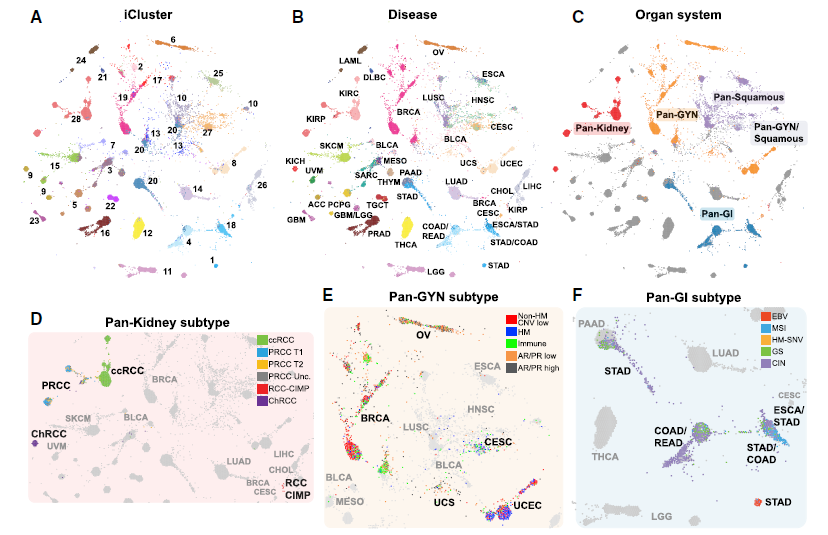 A
iCluster
6
24
21
2
17
25
19
10
10
28
20
27
13
13
7
20
15
3
8
9
9
20
14
26
5
22
23
16
12
4
18
11
1
B
Disease
OV
LAML
DLBC
ESCA
KIRC
LUSC
HNSC
BRCA
KIRP
CESC
BLCA
SKCM
BLCA
KICH
MESO
UCS
UCEC
UVM
SARC
PAAD
THYM
LUAD
CHOL
LIHC
STAD
ACC PCPG
TGCT
BRCA
CESC
KIRP
GBM
GBM/LGG
PRAD
COAD/
READ
ESCA/STAD
THCA
STAD/COAD
LGG
STAD
C
Organ system
Pan-Squamous
Pan-GYN
Pan-Kidney
Pan-GYN/
Squamous
Pan-GI
D
Pan-Kidney subtype
ccRCC
PRCC T1
PRCC T2
PRCC Unc.
RCC-CIMP
ChRCC
ccRCC
PRCC
BRCA
SKCM
BLCA
ChRCC
UVM
LUAD
LIHC
CHOL
BRCA
CESC
RCC
CIMP
E
Pan-GYN subtype
Non-HM
CNV low
HM
Immune
AR/PR low
AR/PR high
OV
ESCA
BRCA
HNSC
LUSC
CESC
BLCA
BLCA
MESO
UCS
UCEC
F
Pan-GI subtype
EBV
MSI
HM-SNV
GS
CIN
PAAD
STAD
LUAD
CESC
ESCA/
STAD
COAD/
READ
STAD/
COAD
THCA
STAD
LGG